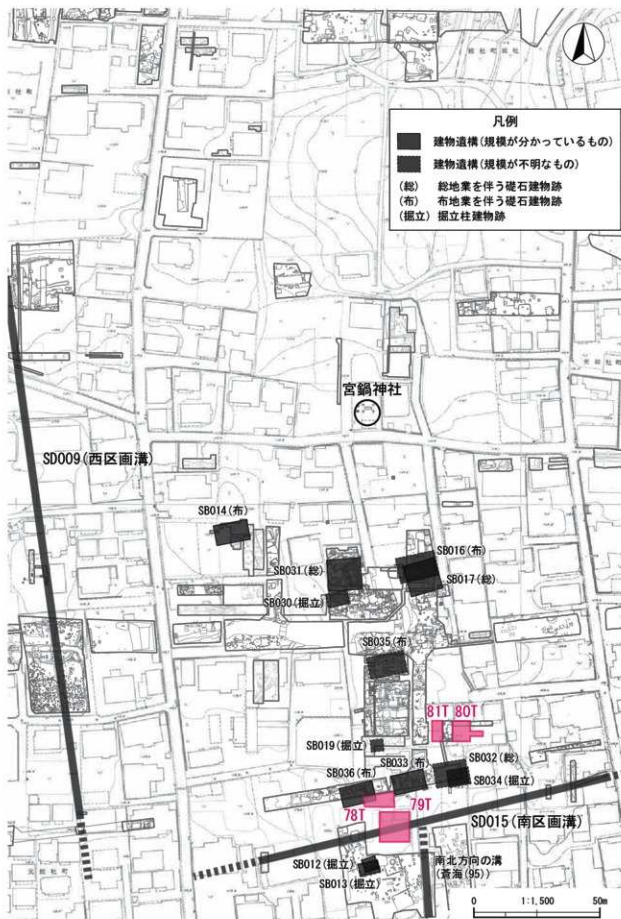 凡例
建物遺構(規模が分かっているもの)
建物遺構(規模が不明なもの)
(総) 総地業を伴う礎石建物跡
(布) 布地業を伴う礎石建物跡
(掘立) 掘立柱建物跡
宮鍋神社
SD009(西区画溝)
SB014(布)
SB031(総)
SB016(布)
SB017(総)
SB030(掘立)
SB035(布)
81T
80T
SB019(掘立)
SB032(総)
SB033(布)
SB036(布)
SB034(掘立)
78T
79T
SD015(南区画溝)
SB012(掘立)
SB013(掘立)
南北方向の溝
(蒼海(95))
0 1:1,500 50m